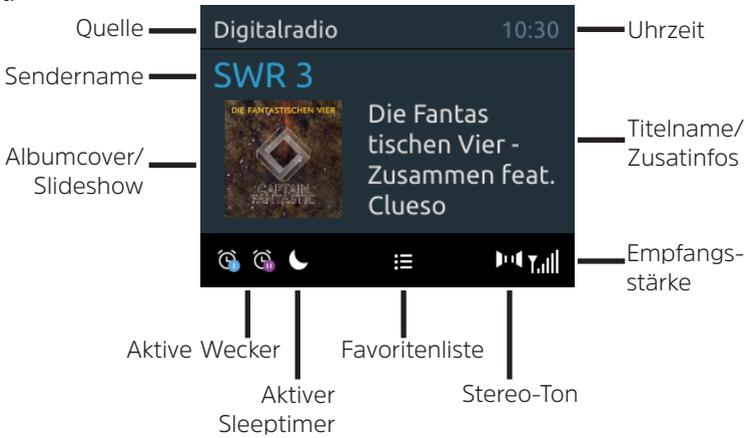 Quelle
Digitalradio
10:30
Uhrzeit
Sendername
SWR 3
Albumcover/
Slideshow
DIE FANTASTISCHEN VIER
CAPTAIN
FANTASTIC
Die Fantas
tischen Vier -
Zusammen feat.
Clueso
Titelname/
Zusatinfos
Empfangs-
stärke
Aktive Wecker
Favoritenliste
Aktiver
Sleeptimer
Stereo-Ton